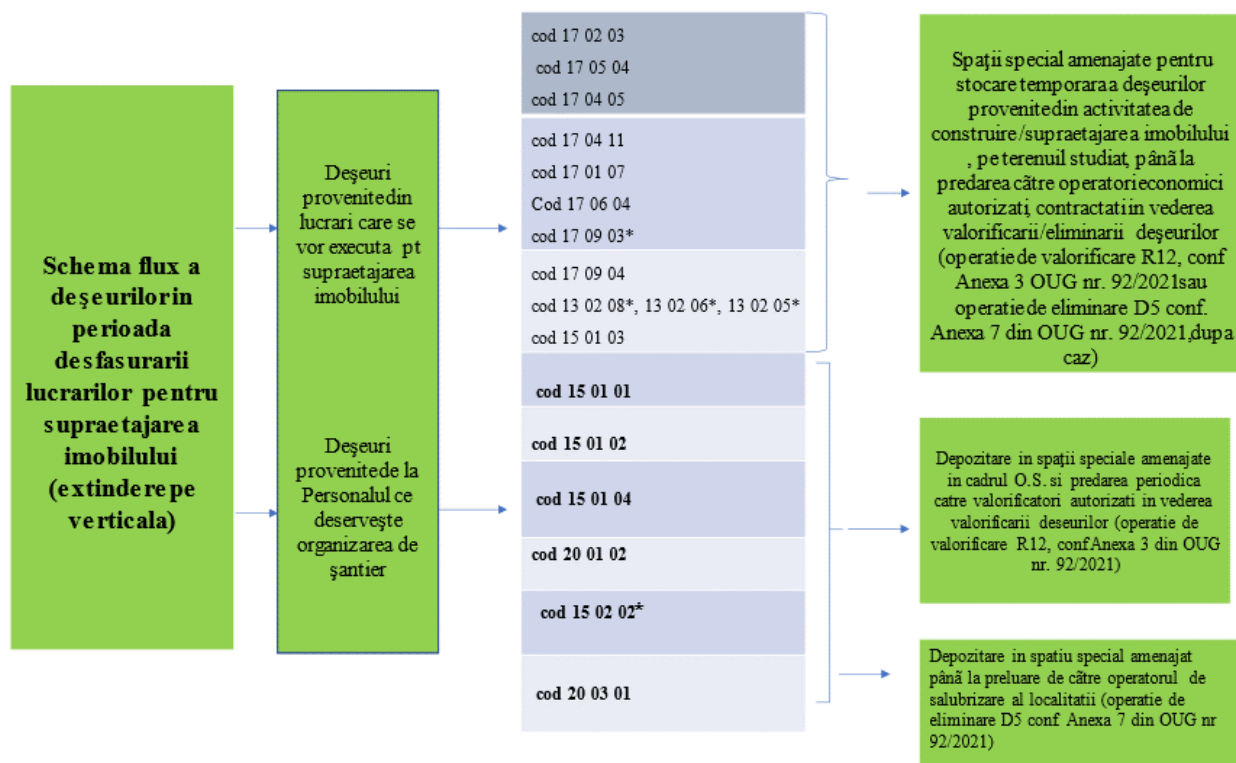 Schema flux a
deşeurilor in
perioada
desfasurarii
lucrarilor pentru
supraetajarea
imobilului
(extindere pe
verticala)
Deşeuri
provenite din
lucrari care se
vor executa pt
supraetajarea
imobilului
Deşeuri
provenite de la
Personalul ce
deserveşte
organizarea de
şantier
cod 17 02 03
cod 17 05 04
cod 17 04 05
cod 17 04 11
cod 17 01 07
Cod 17 06 04
cod 17 09 03*
cod 17 09 04
cod 13 02 08*, 13 02 06*, 13 02 05*
cod 15 01 03
cod 15 01 01
cod 15 01 02
cod 15 01 04
cod 20 01 02
cod 15 02 02*
cod 20 03 01
Spaţii special amenajate pentru
stocare temporara a deşeurilor
provenite din activitatea de
construire/supraetajare a imobilului
, pe terenuil studiat, pânã la
predarea cãtre operatori economici
autorizati, contractati in vederea
valorificarii/eliminarii deşeurilor
(operatie de valorificare R12, conf
Anexa 3 OUG nr. 92/2021 sau
operatie de eliminare D5 conf.
Anexa 7 din OUG nr. 92/2021, dupa
caz)
Depozitare in spaţii speciale amenajate
in cadrul O.S. si predarea periodica
catre valorificatori autorizati in vederea
valorificarii deseurilor (operatie de
valorificare R12, conf Anexa 3 din OUG
nr. 92/2021)
Depozitare in spatiu special amenajat
pânã la preluare de cãtre operatorul de
salubrizare al localitatii (operatie de
eliminare D5 conf. Anexa 7 din OUG nr
92/2021)